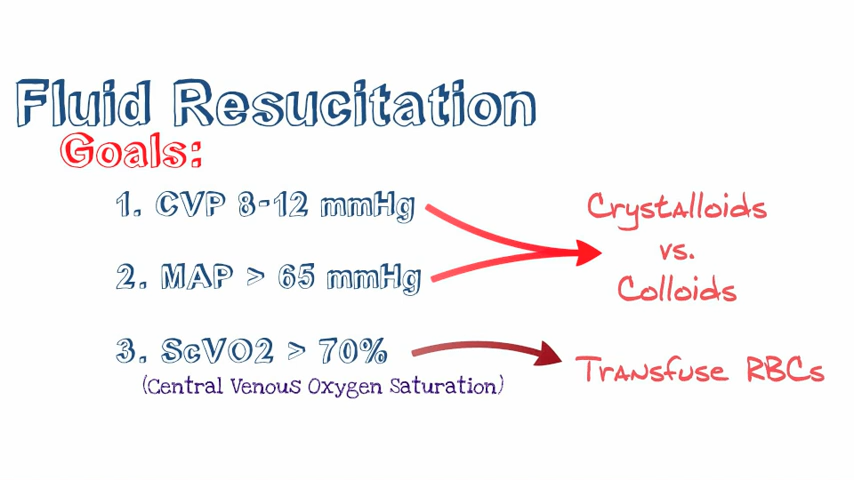 Fluid Resucitation
Goals:
1. CVP 8-12 mmHg
2. MAP > 65 mmHg
3. ScVO2 > 70%
(Central Venous Oxygen Saturation)
Crystalloids
vs.
Colloids
Transfuse RBCs